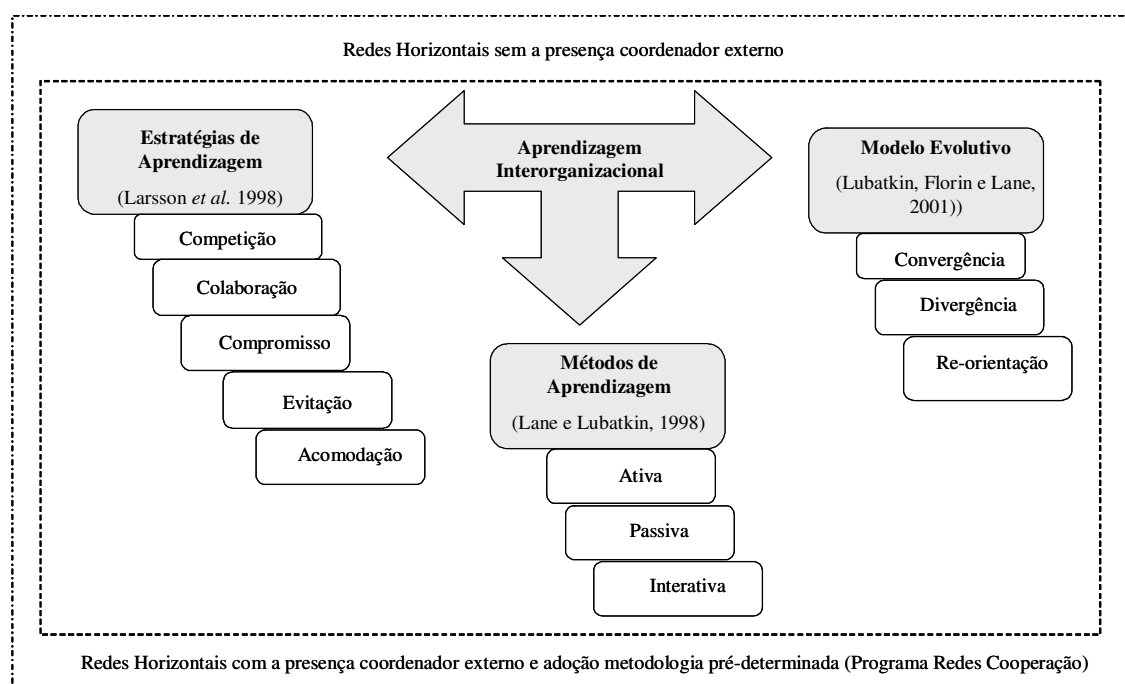 Redes Horizontais sem a presença coordenador externo
Estratégias de
Aprendizagem
(Larsson et al. 1998)
Competição
Colaboração
Compromisso
Evitação
Acomodação
Aprendizagem
Interorganizacional
Métodos de
Aprendizagem
(Lane e Lubatkin, 1998)
Ativa
Passiva
Interativa
Modelo Evolutivo
(Lubatkin, Florin e Lane,
2001))
Convergência
Divergência
Re-orientação
Redes Horizontais com a presença coordenador externo e adoção metodologia pré-determinada (Programa Redes Cooperação)